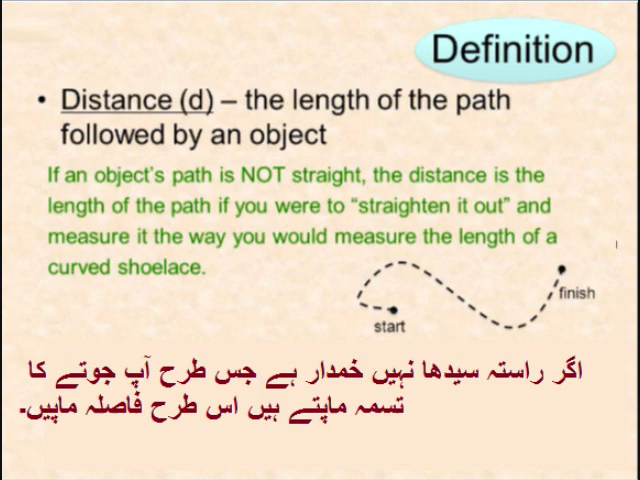 Definition
• Distance (d) – the length of the path
followed by an object
If an object's path is NOT straight, the distance is the
length of the path if you were to “straighten it out” and
measure it the way you would measure the length of a
curved shoelace.
finish
start
اگر راستہ سیدھا نہیں خمدار ہے جس طرح آپ جوتے کا
تسمہ ماپتے ہیں اس طرح فاصلہ ماپیں۔